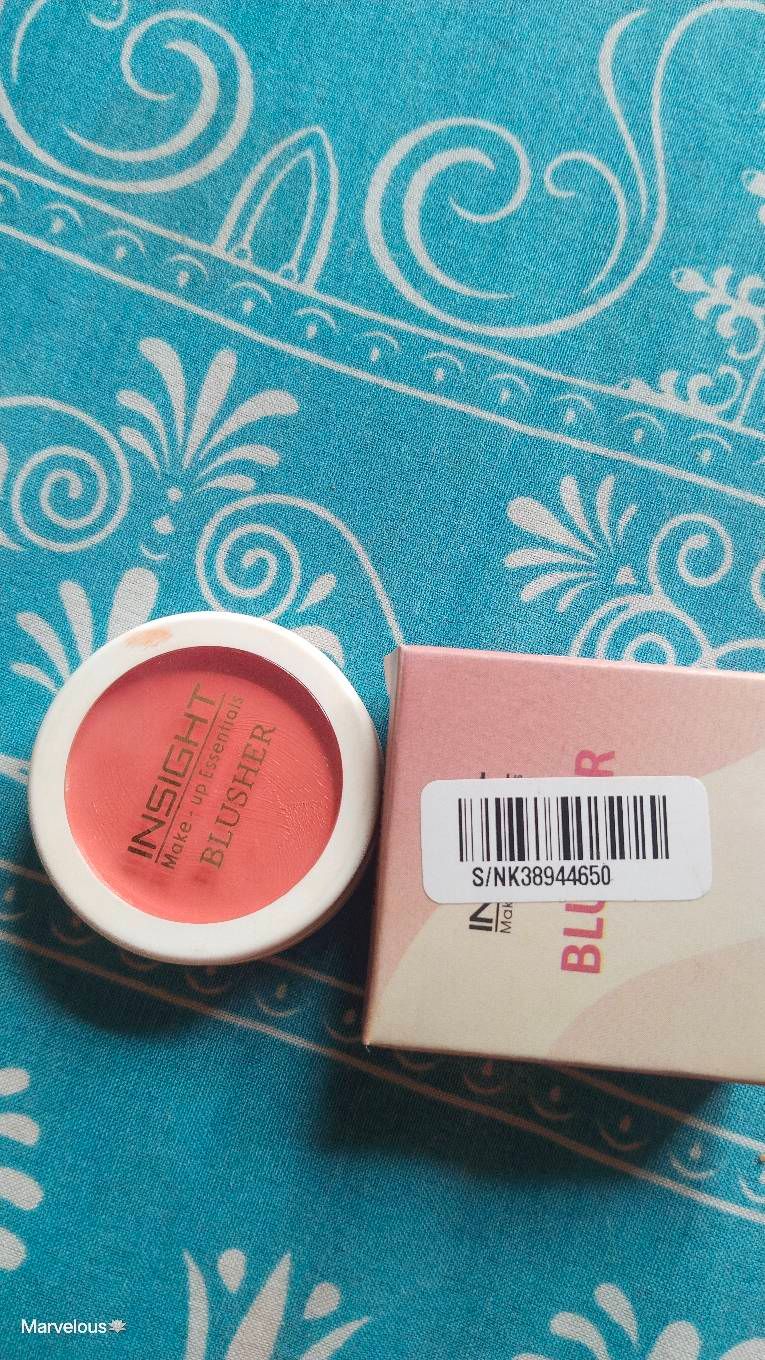 INSIGHT
Make - up Essentials
BLUSHER
S/NK38944650
Marvelous